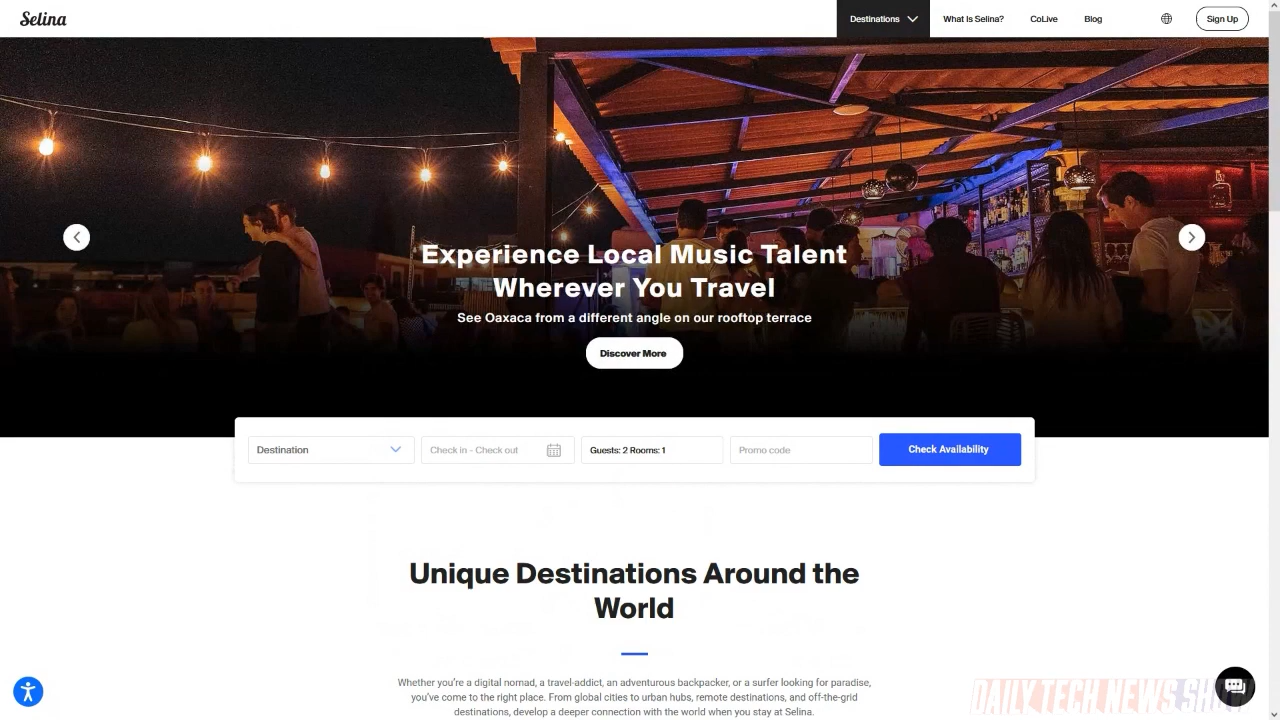 Selina
Destinations
What Is Selina?
CoLive
Blog
Sign Up
Experience Local Music Talent
Wherever You Travel
See Oaxaca from a different angle on our rooftop terrace
Discover More
Destination
Check in - Check out
Guests: 2 Rooms: 1
Promo code
Check Availability
Unique Destinations Around the
World
Whether you're a digital nomad, a travel-addict, an adventurous backpacker, or a surfer looking for paradise,
you've come to the right place. From global cities to urban hubs, remote destinations, and off-the-grid
destinations, develop a deeper connection with the world when you stay at Selina.
DAILY TECH NEWS SHOW